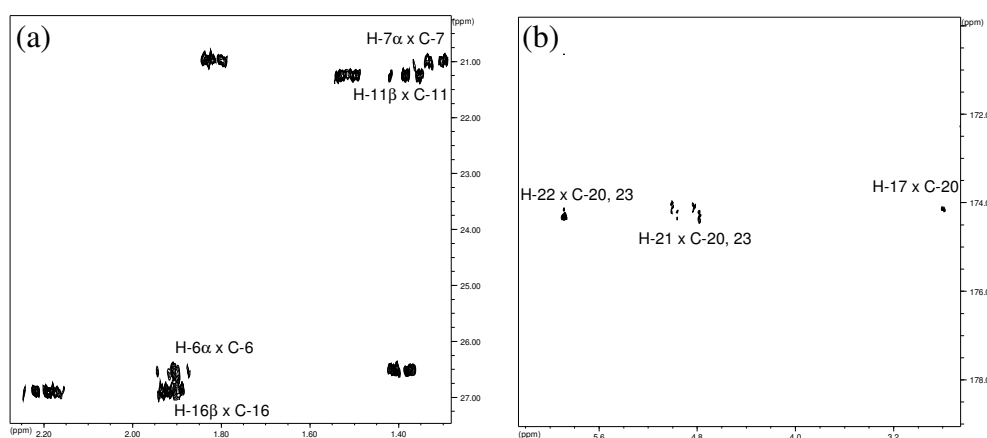 (a)
(ppm)
H-7α x C-7
21.00
H-11β x C-11
22.00
23.00
24.00
25.00
H-6α x C-6
26.00
H-16β x C-16
27.00
(ppm)
2.20
2.00
1.80
1.60
1.40
(b)
(ppm)
172.0
H-17 x C-20
H-22 x C-20, 23
174.0
H-21 x C-20, 23
176.0
178.0
(ppm)
5.6
4.8
4.0
3.2